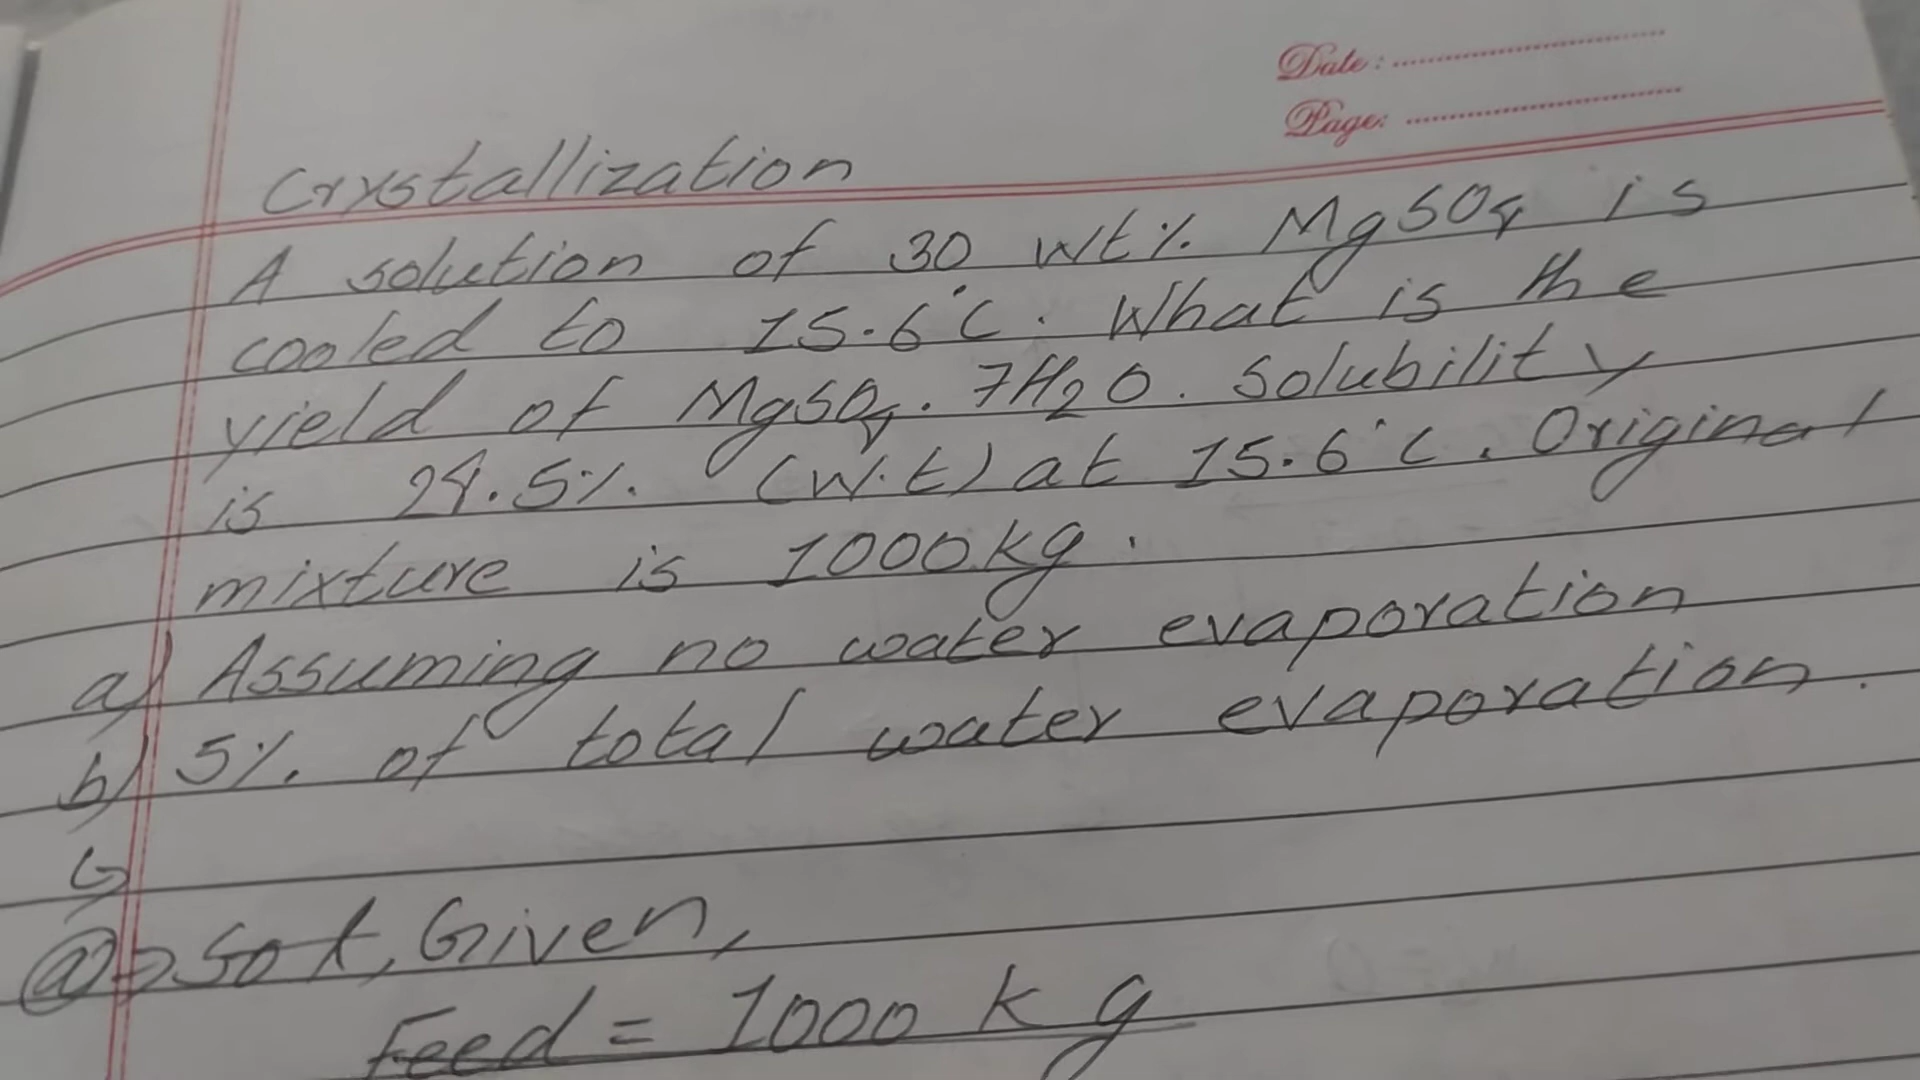 Date:
Page:
Crystallization
A solution of 30 wt% MgSO4 is
cooled to 15.6°C. What is the
yield of MgSO4.7H2O. Solubility
is 24.5% (w.t) at 15.6°C. Original
mixture is 1000kg.
a) Assuming no water evaporation
b) 5% of total water evaporation.
@⇒ Sol, Given,
Feed = 1000 kg